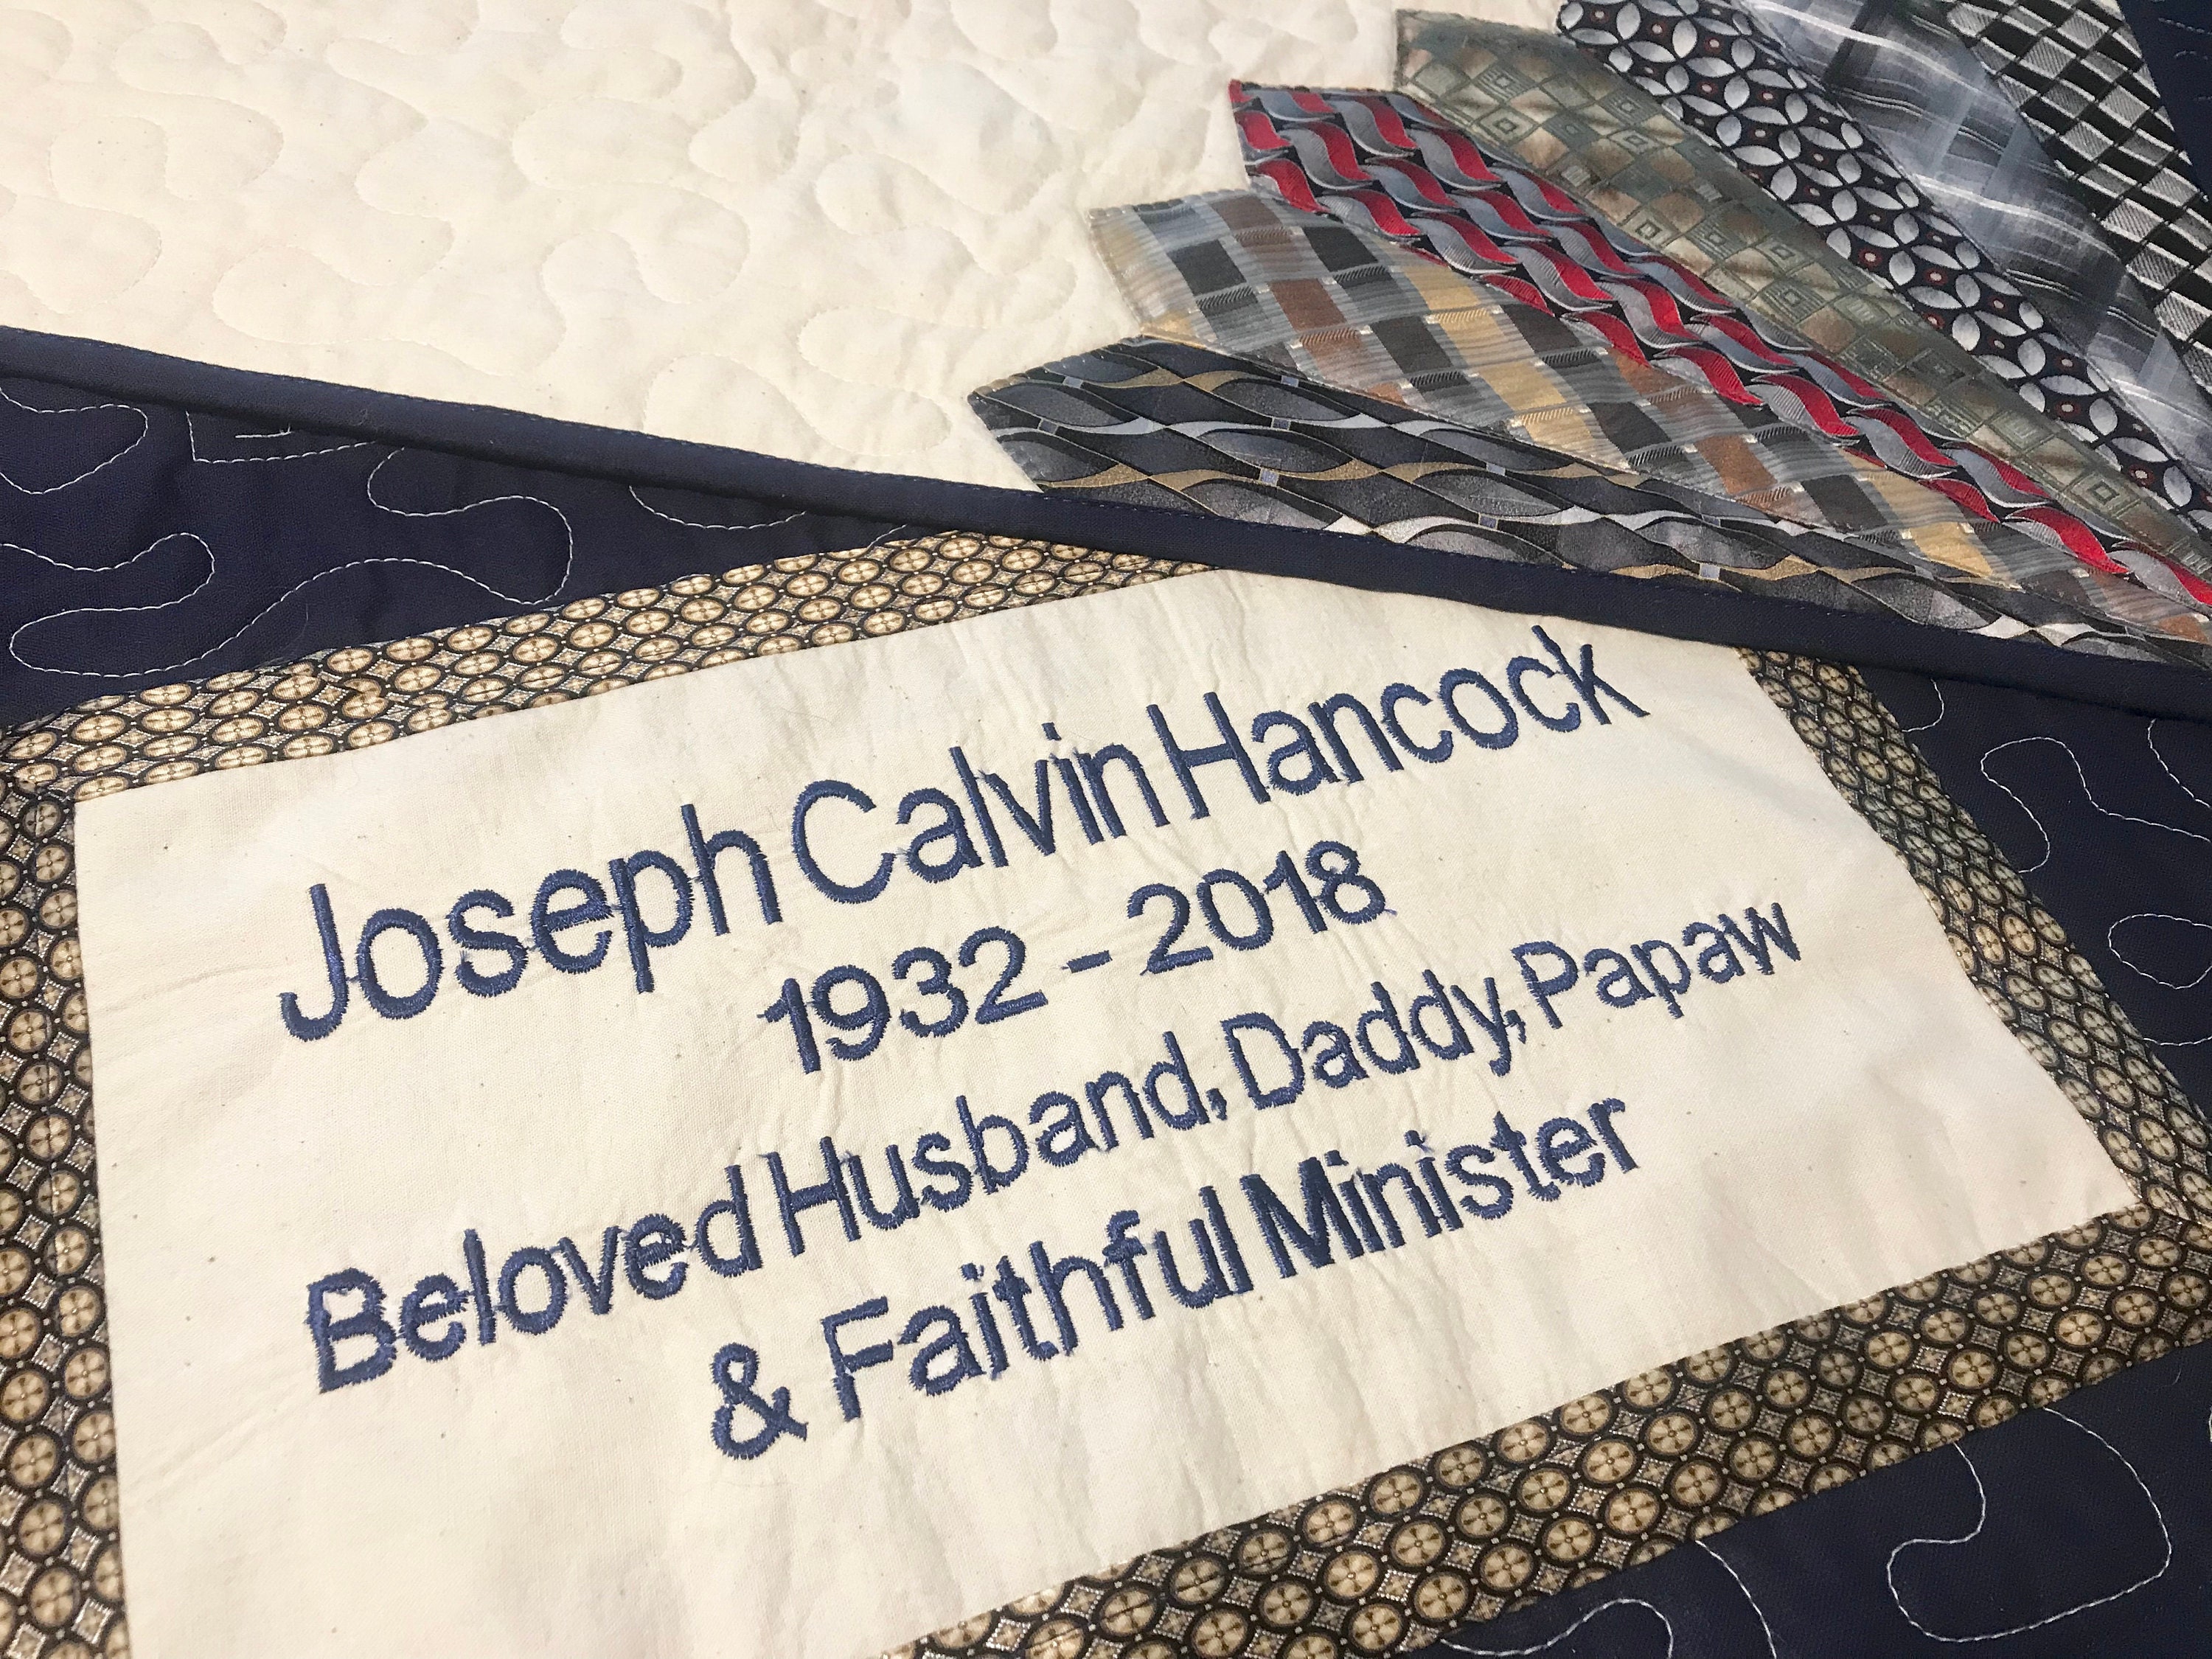 Joseph Calvin Hancock
1932 - 2018
Beloved Husband, Daddy, Papaw
& Faithful Minister